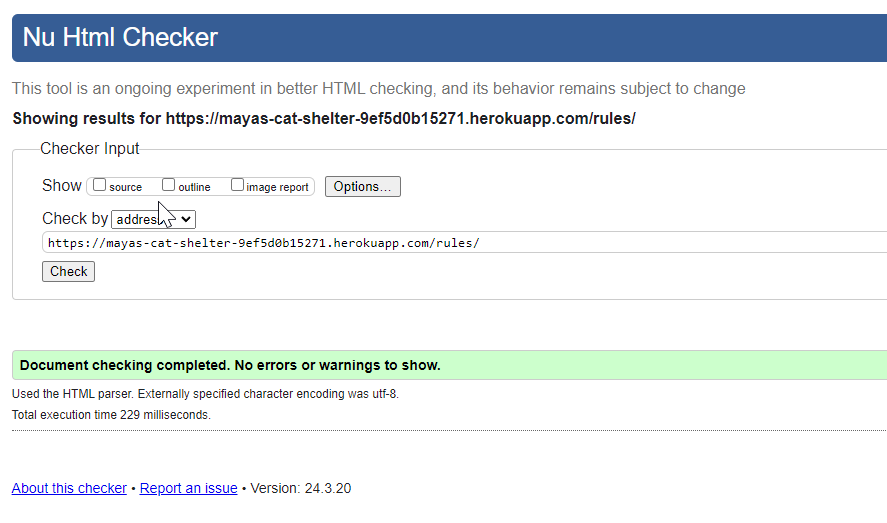 Nu Html Checker
This tool is an ongoing experiment in better HTML checking, and its behavior remains subject to change
Showing results for https://mayas-cat-shelter-9ef5d0b15271.herokuapp.com/rules/
Checker Input
Show source outline image report Options...
Check by address
https://mayas-cat-shelter-9ef5d0b15271.herokuapp.com/rules/
Check
Document checking completed. No errors or warnings to show.
Used the HTML parser. Externally specified character encoding was utf-8.
Total execution time 229 milliseconds.
About this checker • Report an issue • Version: 24.3.20